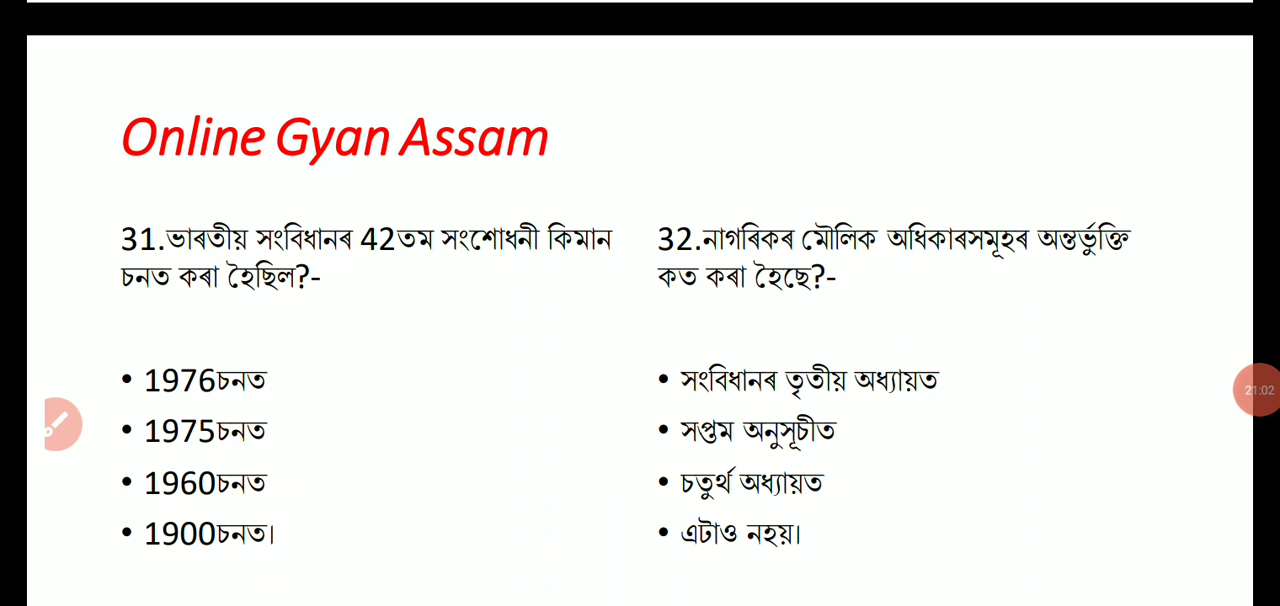 Online Gyan Assam
31.ভাৰতীয় সংবিধানৰ 42তম সংশোধনী কিমান
চনত কৰা হৈছিল?-
• 1976চনত
• 1975চনত
• 1960চনত
• 1900চনত।
32.নাগৰিকৰ মৌলিক অধিকাৰসমূহৰ অন্তৰ্ভুক্তি
কত কৰা হৈছে?-
• সংবিধানৰ তৃতীয় অধ্যায়ত
• সপ্তম অনুসূচীত
• চতুৰ্থ অধ্যায়ত
• এটাও নহয়।
21:02